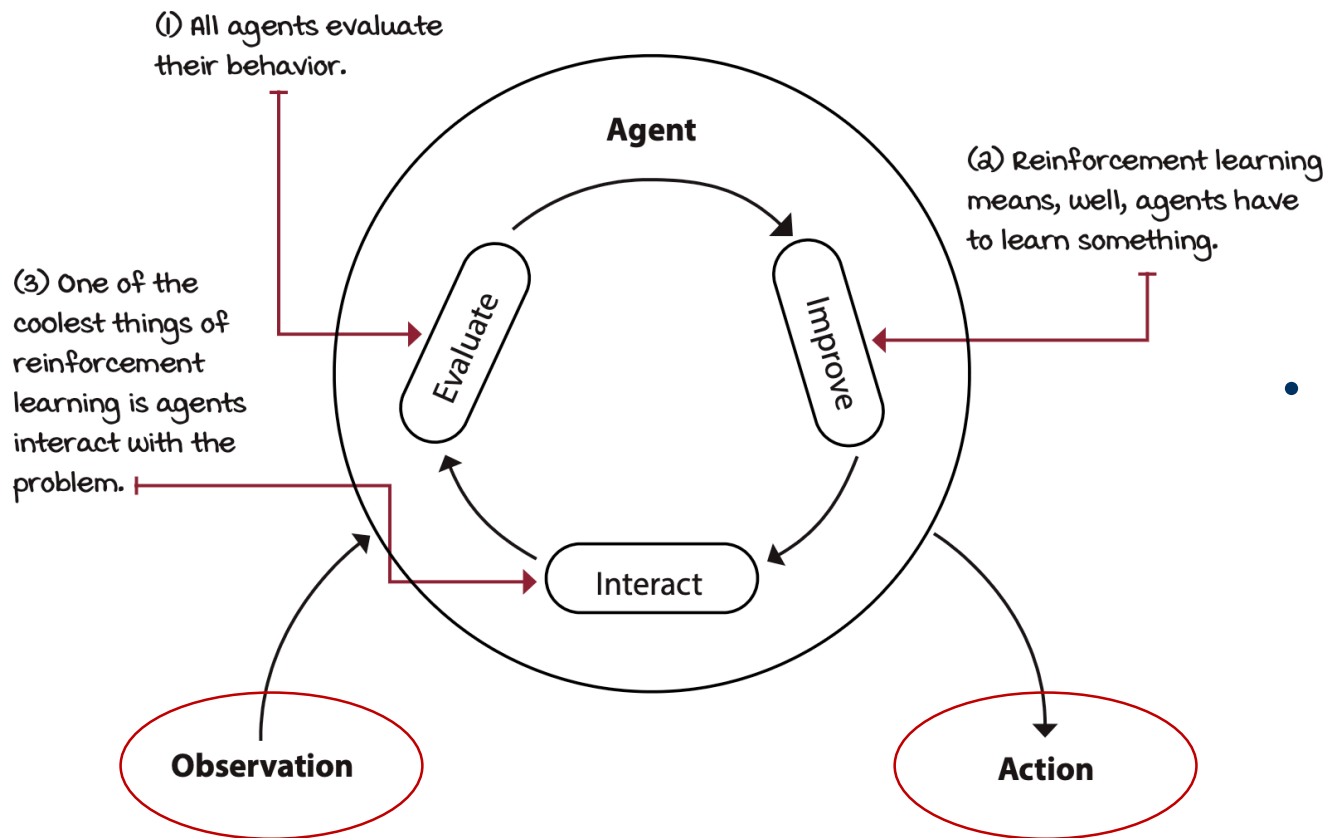 (1) All agents evaluate
their behavior.
Agent
(2) Reinforcement learning
means, well, agents have
to learn something.
(3) One of the
coolest things of
reinforcement
learning is agents
interact with the
problem.
Evaluate
Improve
Interact
Observation
Action